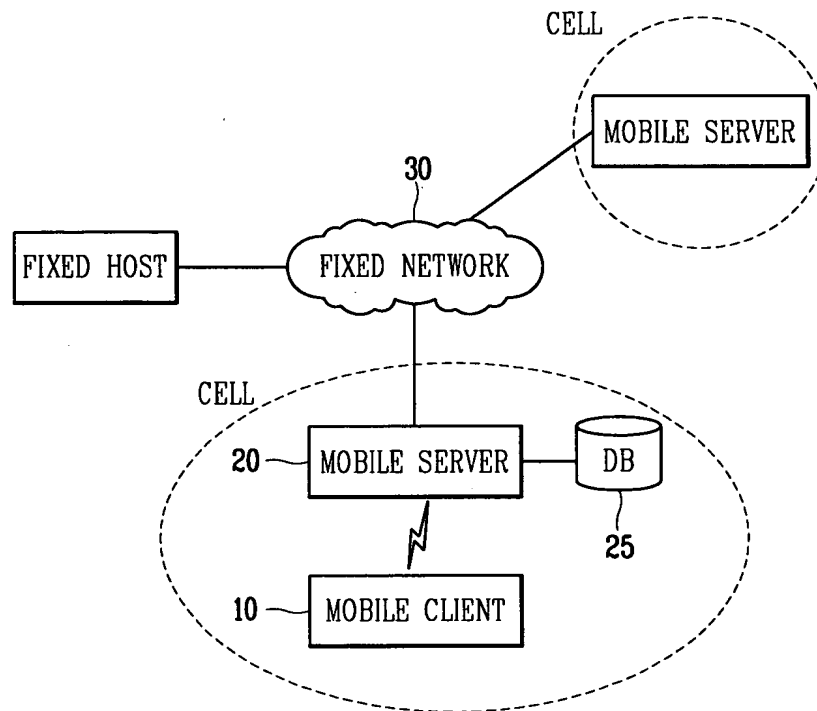 CELL
MOBILE SERVER
30
FIXED HOST
FIXED NETWORK
CELL
20
MOBILE SERVER
DB
25
10
MOBILE CLIENT